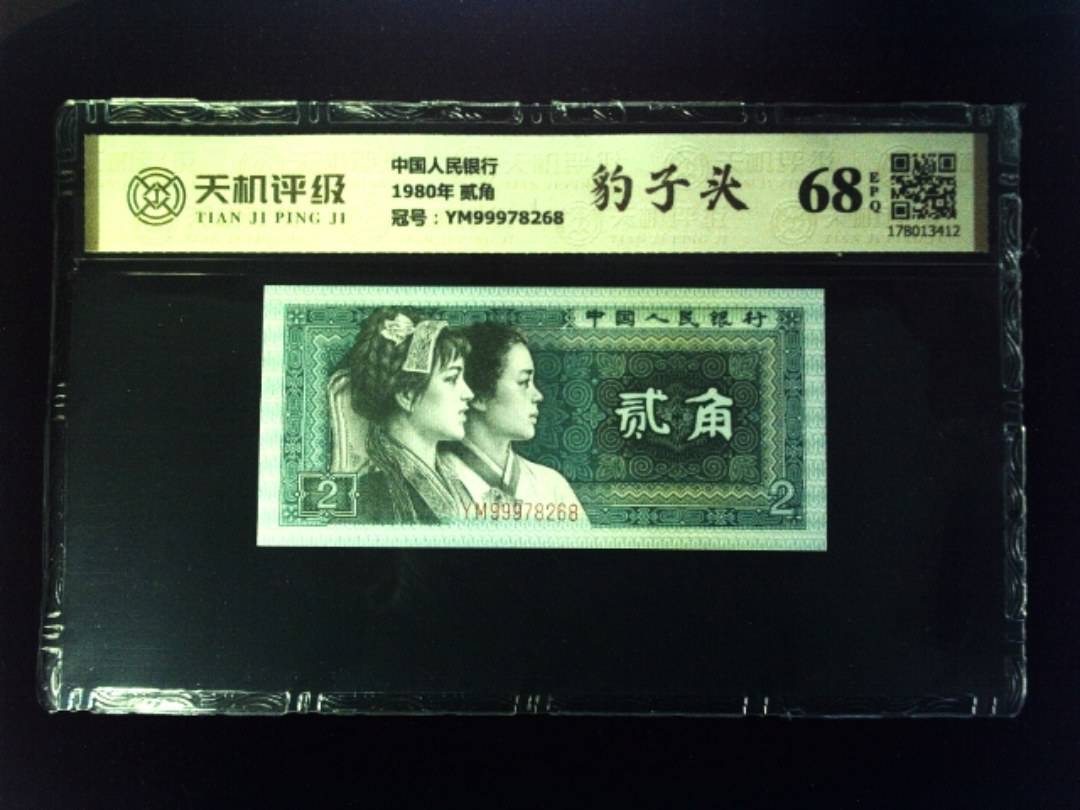 天机评级
TIAN JI PING JI
中国人民银行
1980年 贰角
冠号：YM99978268
豹子头
68
EPQ
178013412
中国人民银行
贰角
2
2
YM99978268